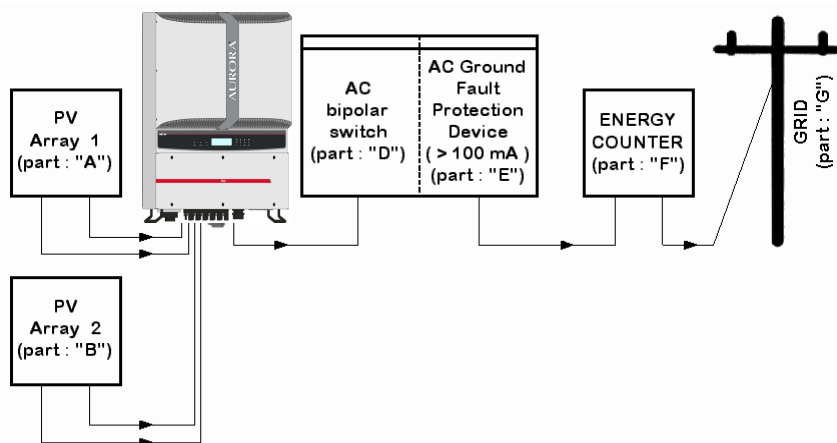 PV
Array 1
(part : "A")
AURORA
AC
bipolar
switch
(part : "D")
AC Ground
Fault
Protection
Device
( > 100 mA )
(part : "E")
ENERGY
COUNTER
(part : "F")
GRID
(part : "G")
PV
Array 2
(part : "B")